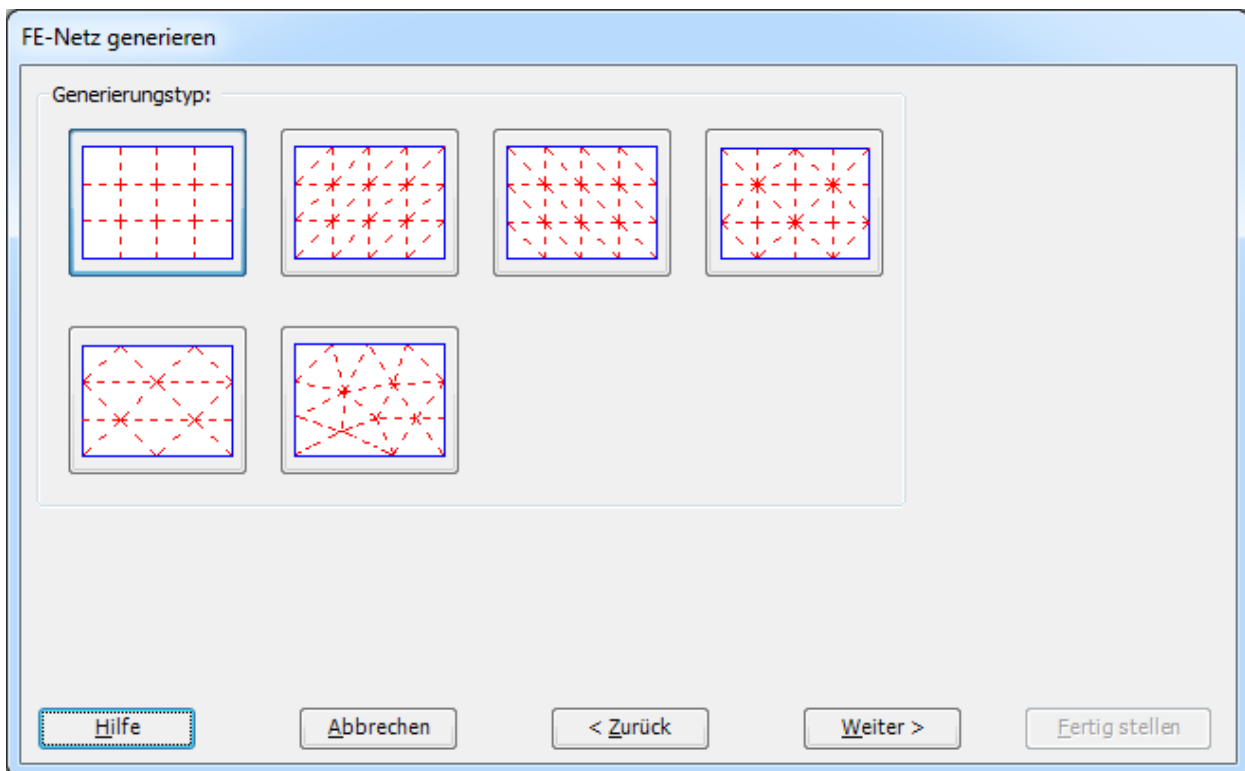 FE-Netz generieren
Generierungstyp:
Hilfe
Abbrechen
< Zurück
Weiter >
Fertig stellen